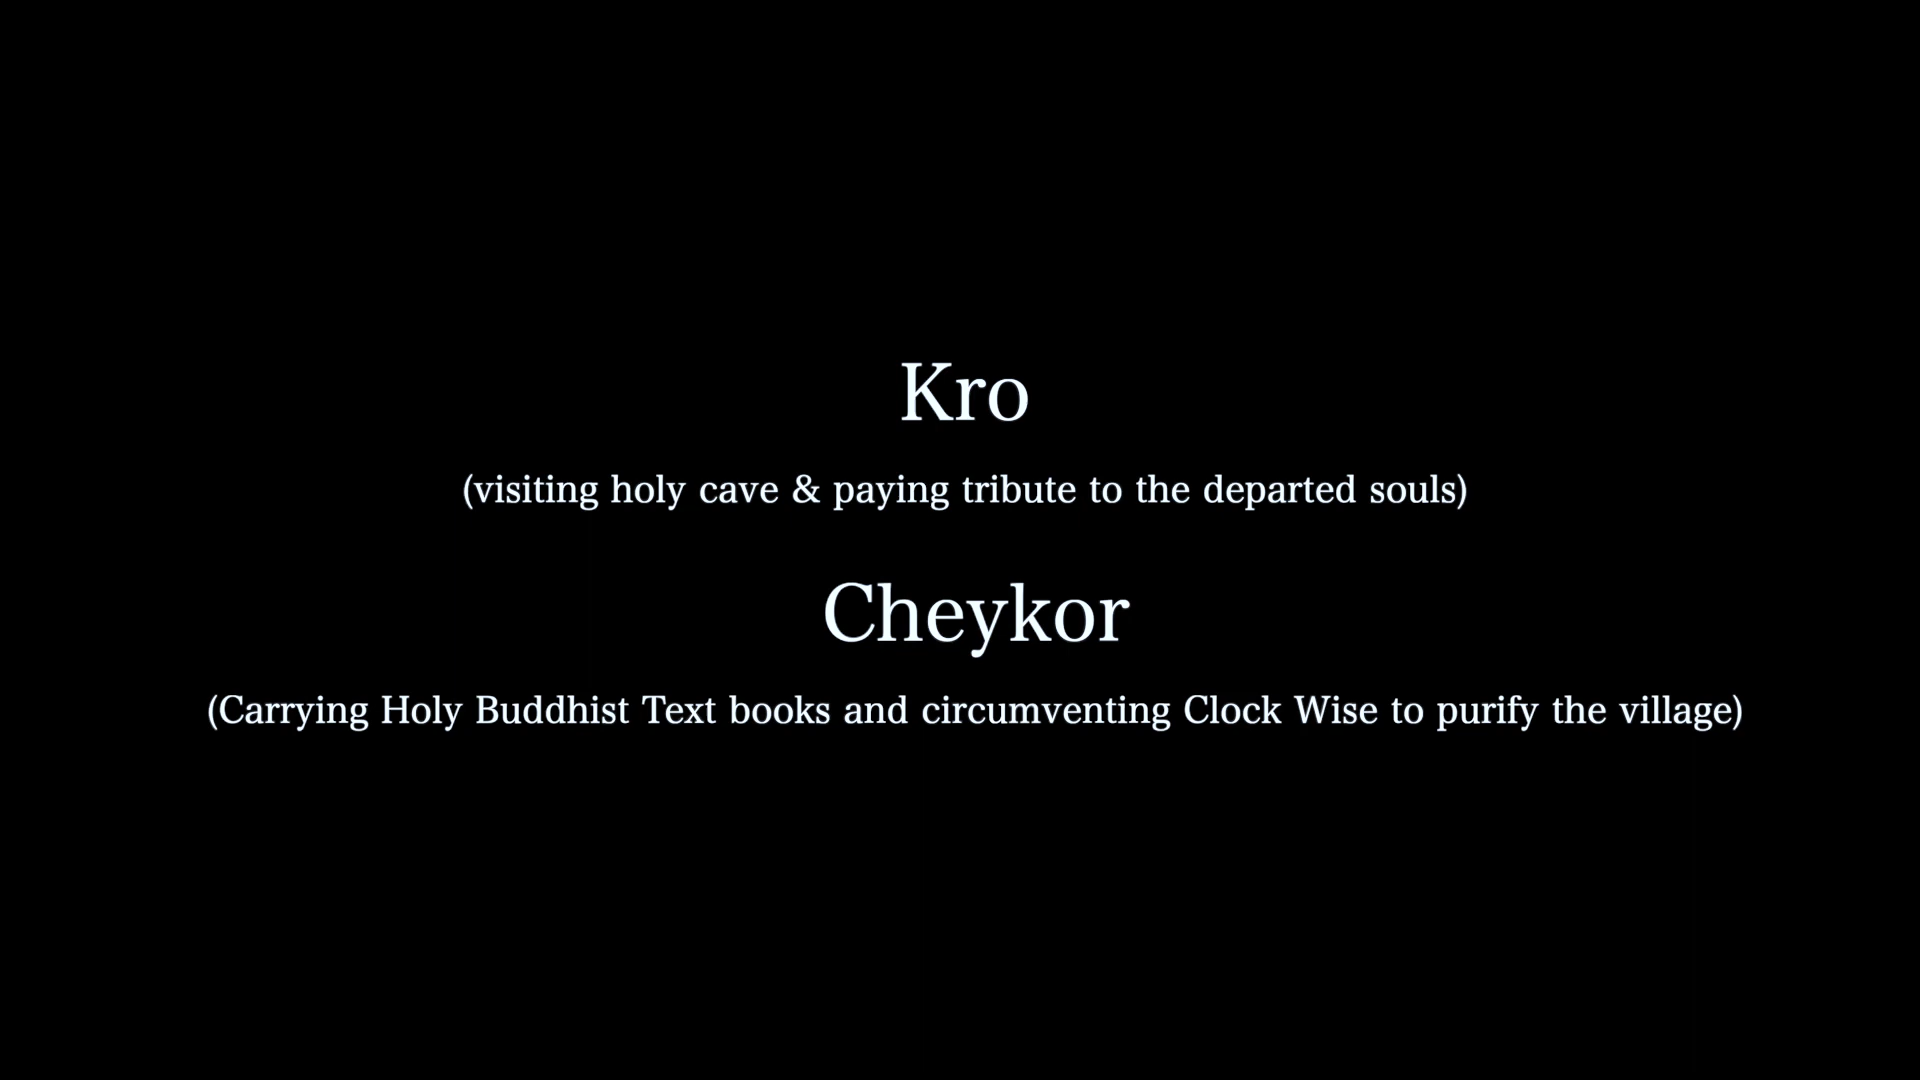 Kro
(visiting holy cave & paying tribute to the departed souls)
Cheykor
(Carrying Holy Buddhist Text books and circumventing Clock Wise to purify the village)